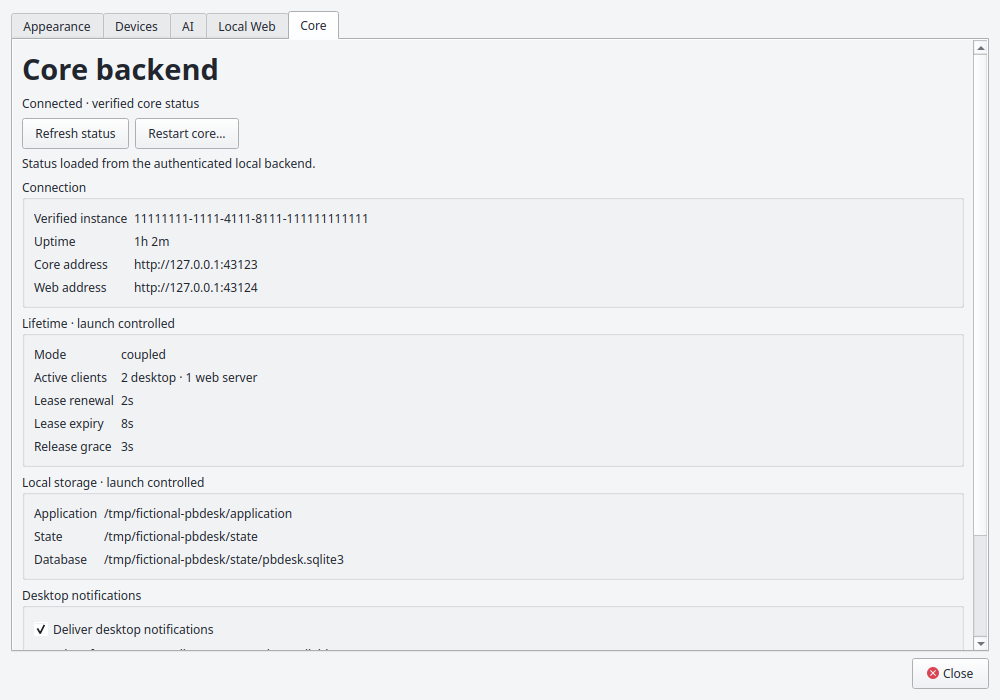 Appearance Devices AI Local Web Core
Core backend
Connected · verified core status
Refresh status Restart core...
Status loaded from the authenticated local backend.
Connection
Verified instance 11111111-1111-4111-8111-111111111111
Uptime 1h 2m
Core address http://127.0.0.1:43123
Web address http://127.0.0.1:43124
Lifetime · launch controlled
Mode coupled
Active clients 2 desktop · 1 web server
Lease renewal 2s
Lease expiry 8s
Release grace 3s
Local storage · launch controlled
Application /tmp/fictional-pbdesk/application
State /tmp/fictional-pbdesk/state
Database /tmp/fictional-pbdesk/state/pbdesk.sqlite3
Desktop notifications
Deliver desktop notifications
Close